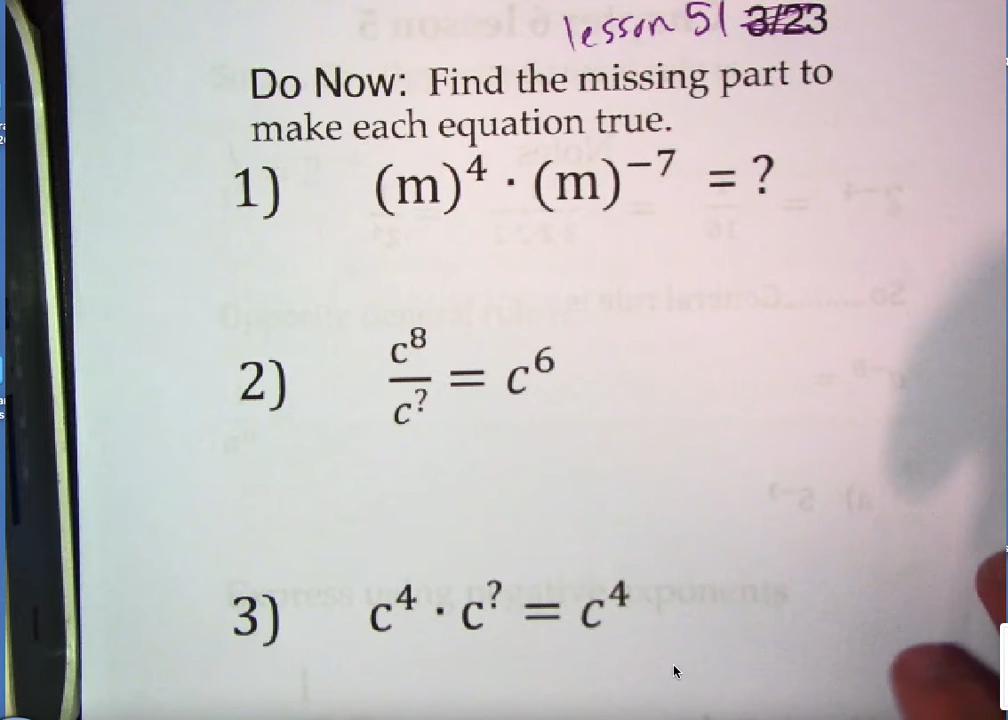 lesson 51 3/23
Do Now: Find the missing part to
make each equation true.
1) (m)⁴ · (m)⁻⁷ = ?
2) c⁸/c^? = c⁶
3) c⁴ · c^? = c⁴